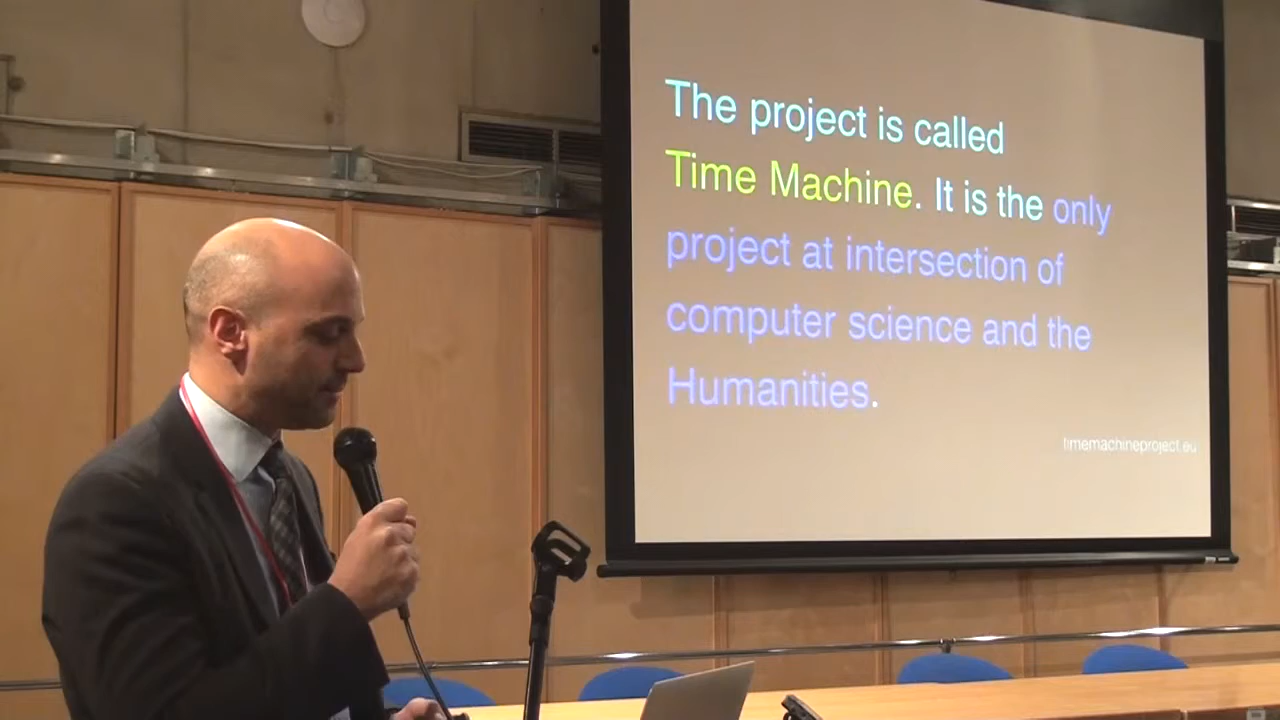 The project is called
Time Machine. It is the only
project at intersection of
computer science and the
Humanities.
timemachineproject.eu